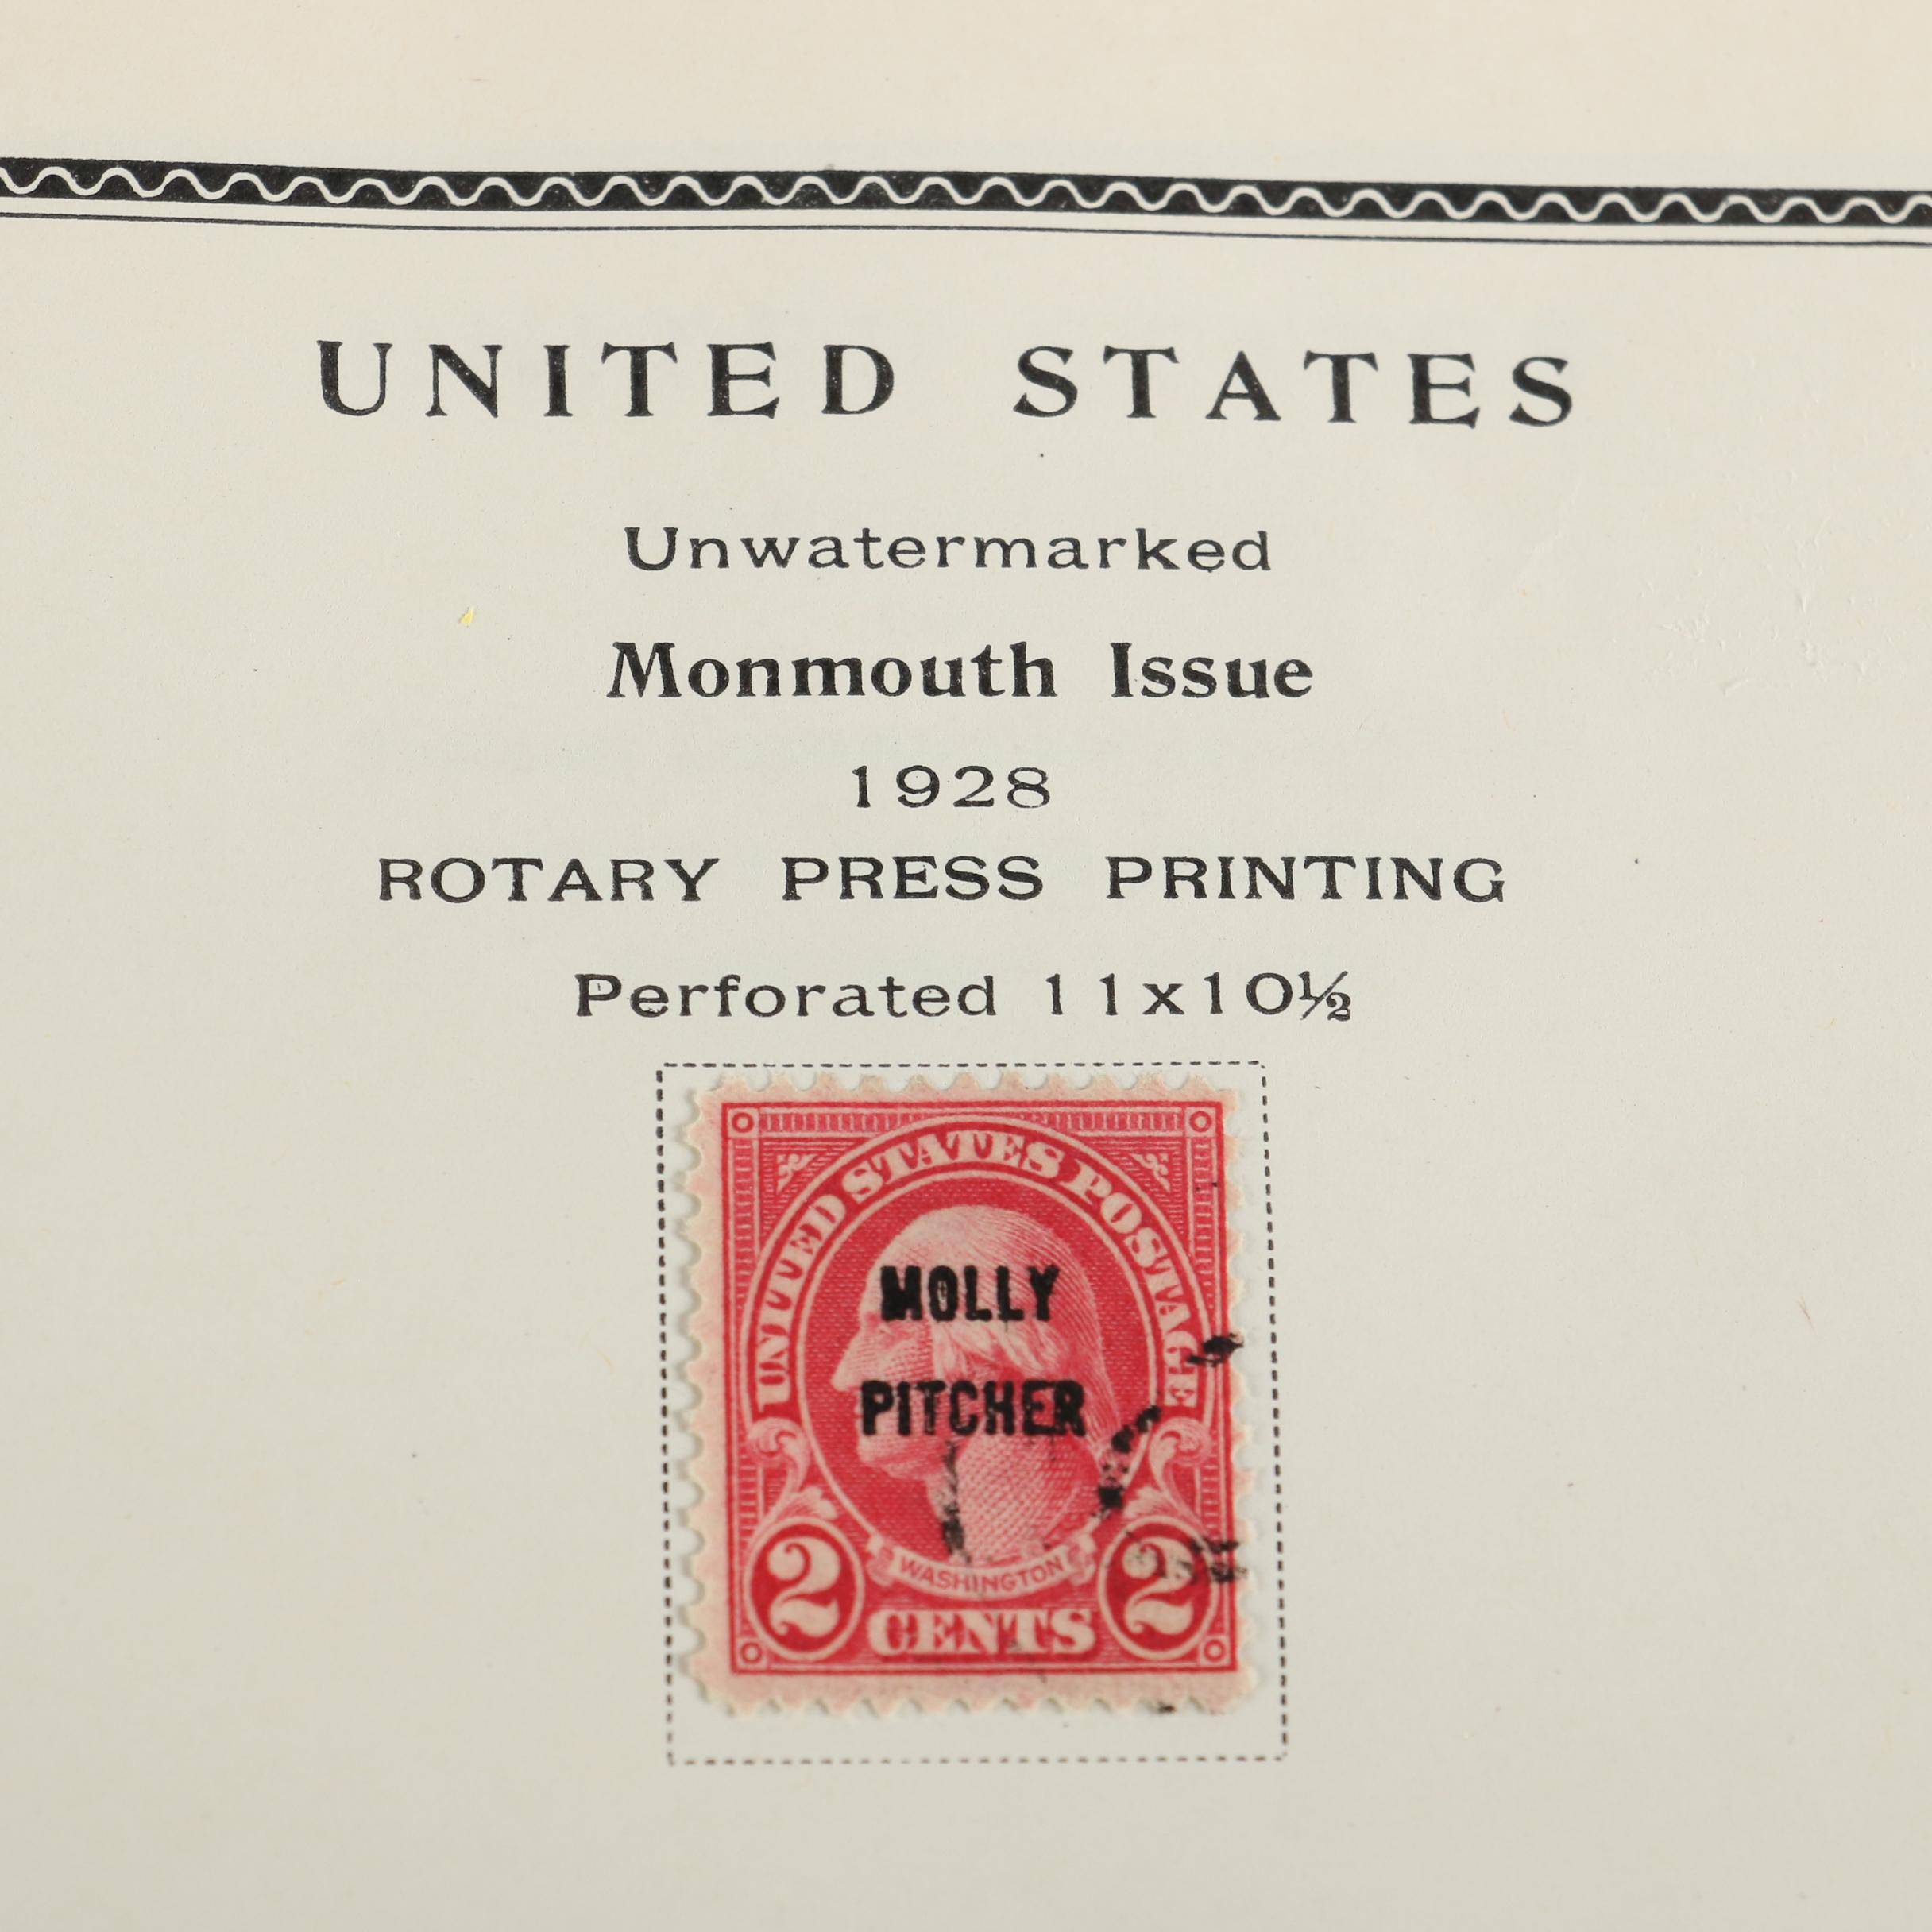 UNITED STATES
Unwatermarked
Monmouth Issue
1928
ROTARY PRESS PRINTING
Perforated 11x10½
UNITED STATES POSTAGE
MOLLY
PITCHER
WASHINGTON
2 CENTS 2